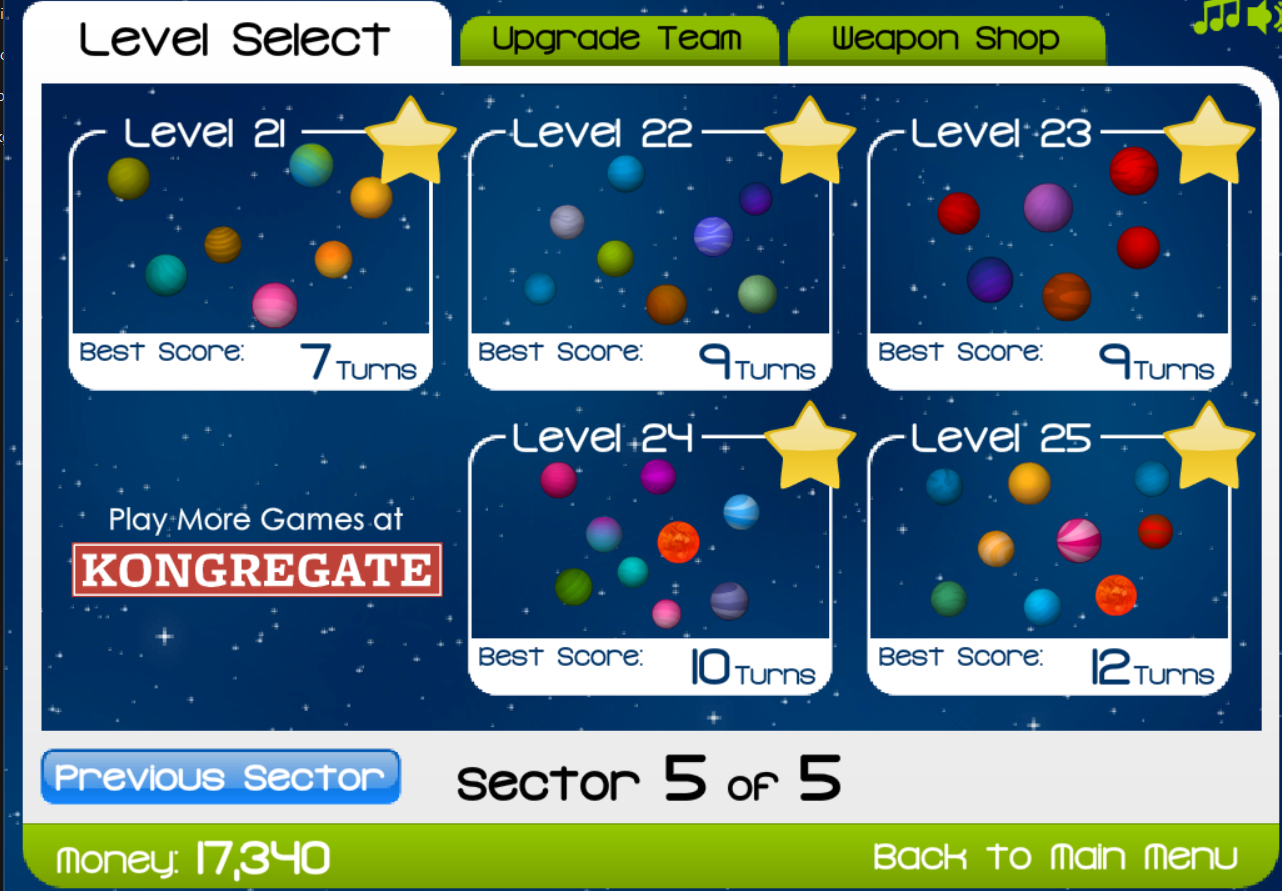 Level Select
Upgrade Team
Weapon Shop
Level 21
Best Score: 7 Turns
Level 22
Best Score: 9 Turns
Level 23
Best Score: 9 Turns
Play More Games at
KONGREGATE
Level 24
Best Score: 10 Turns
Level 25
Best Score: 12 Turns
Previous Sector
Sector 5 of 5
Money: 17,340
Back to Main Menu